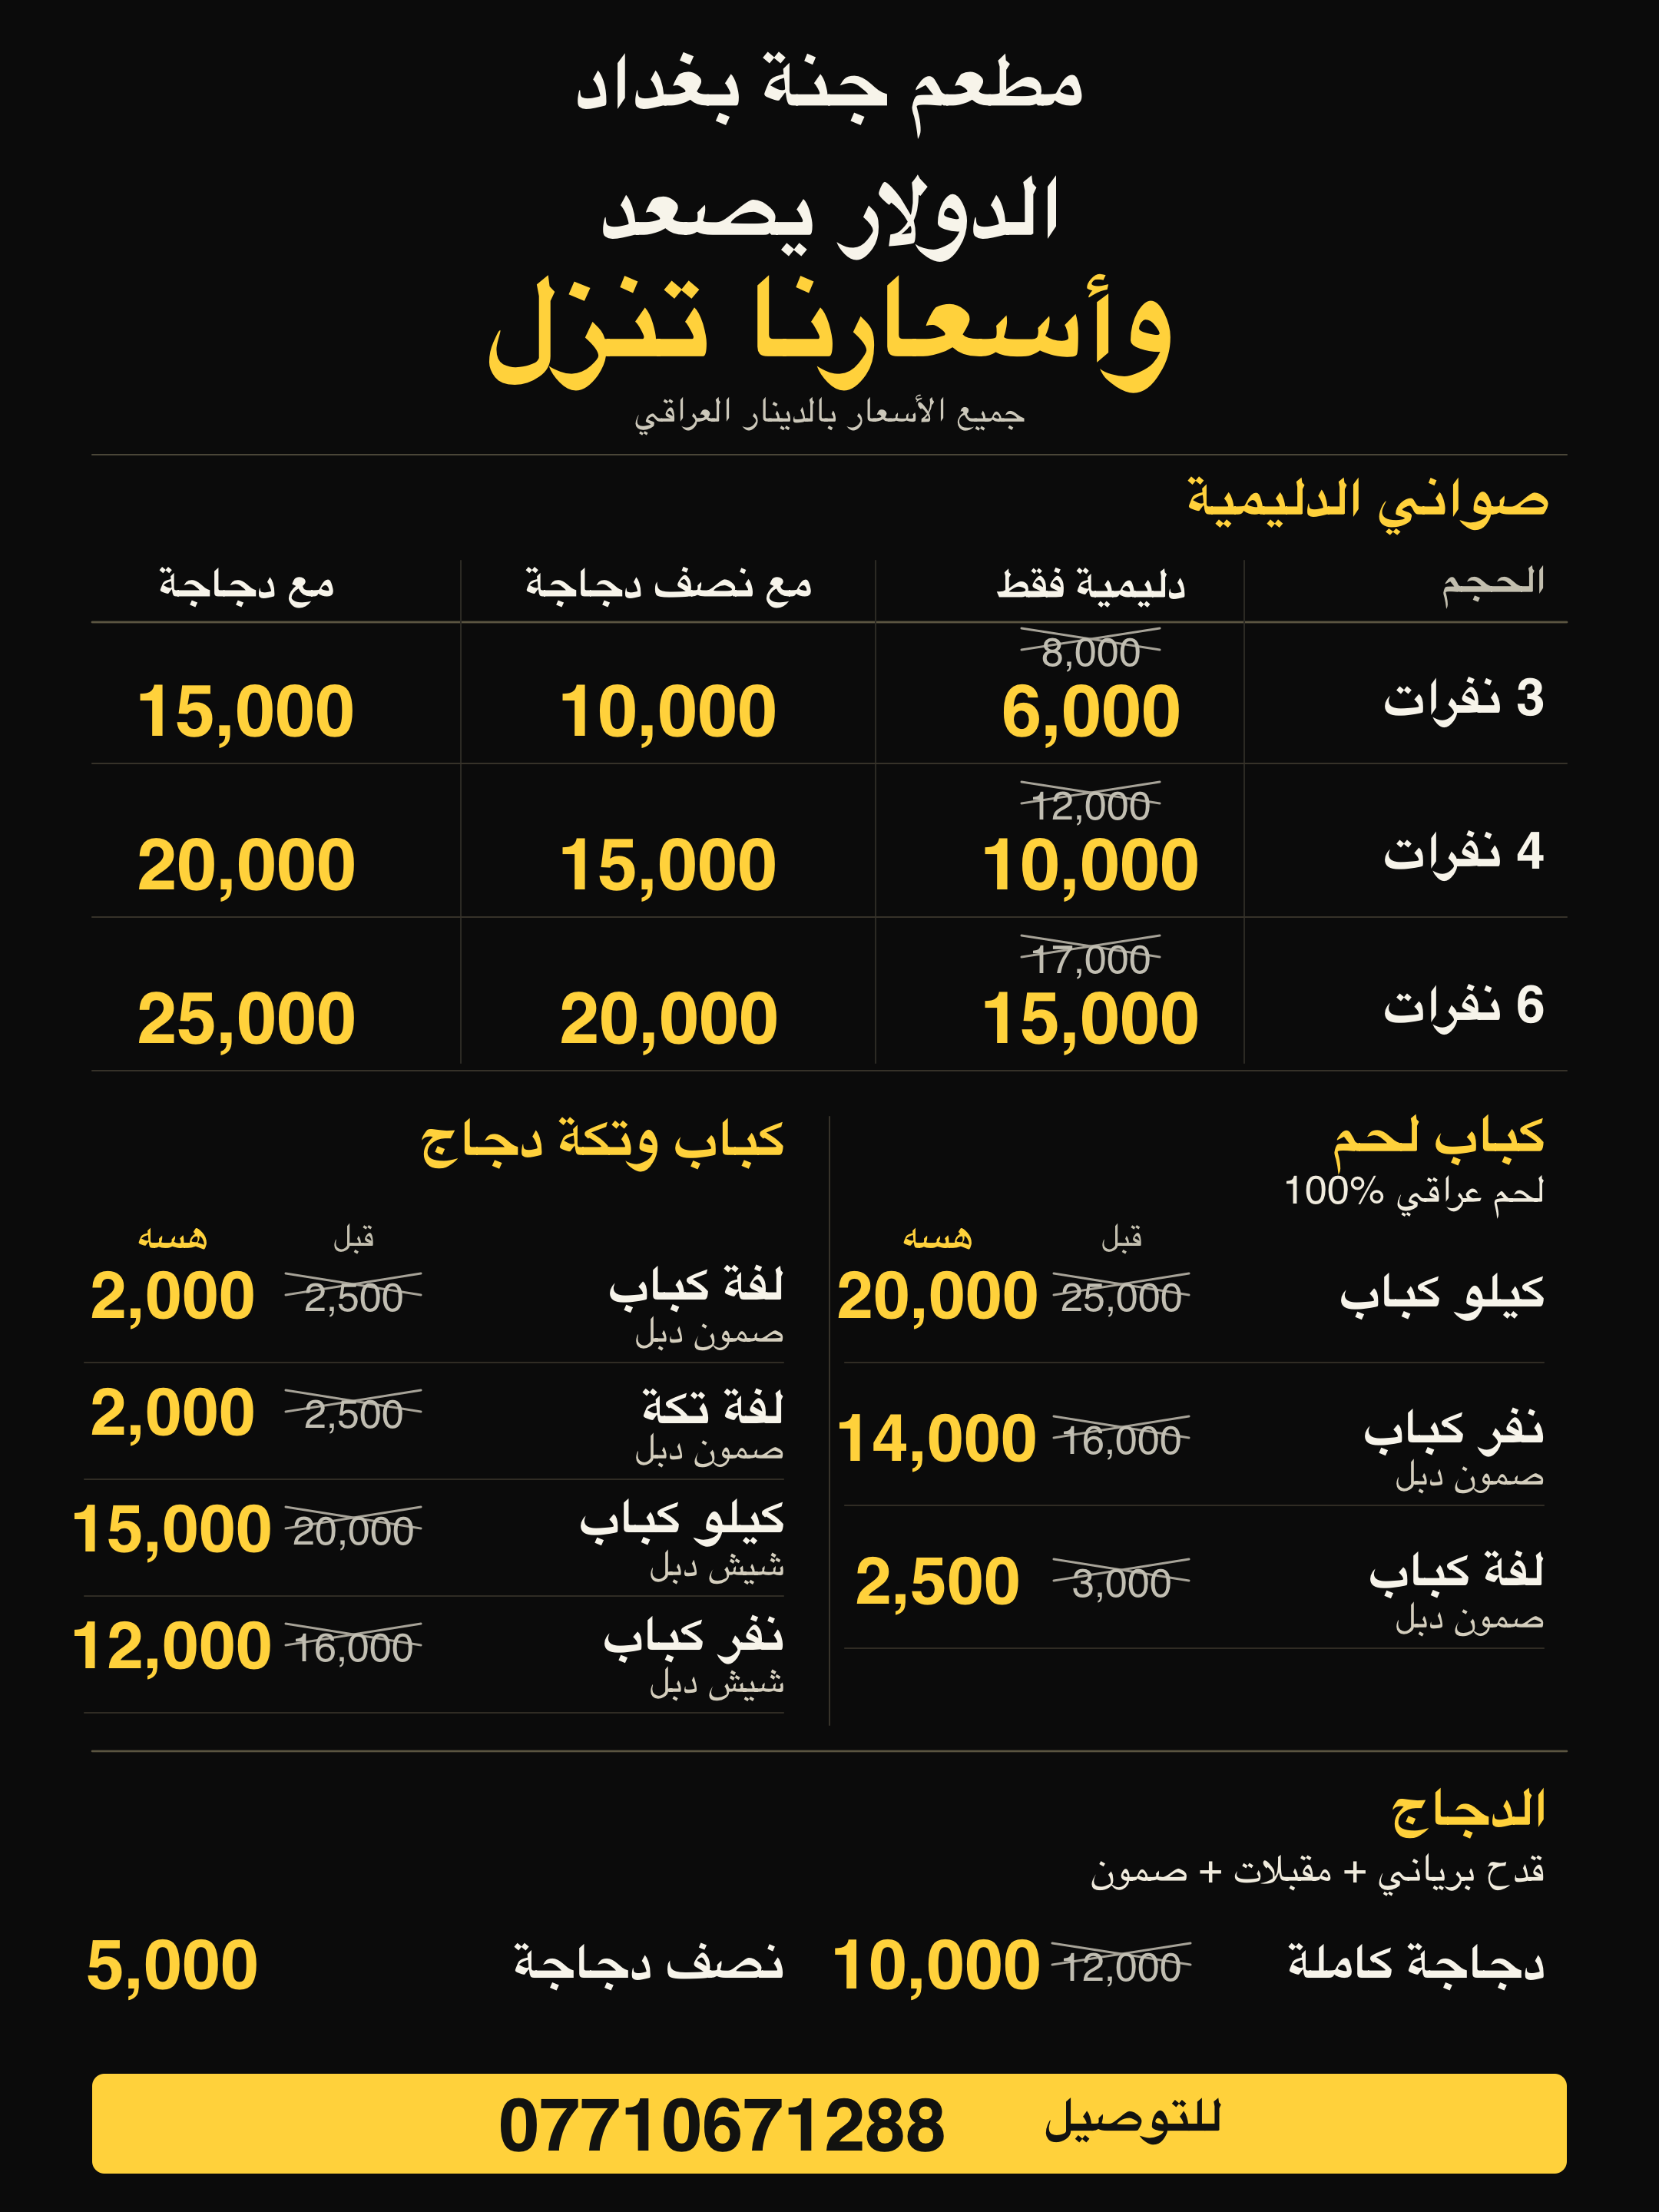 مطعم جنة بغداد
الدولار يصعد
وأسعارنا تنزل
جميع الأسعار بالدينار العراقي
صواني الدليمية
الحجم دليمية فقط مع نصف دجاجة مع دجاجة
8,000
3 نفرات 6,000 10,000 15,000
12,000
4 نفرات 10,000 15,000 20,000
17,000
6 نفرات 15,000 20,000 25,000
كباب لحم
لحم عراقي 100%
قبل هسه
كيلو كباب 25,000 20,000
نفر كباب 16,000 14,000
صمون دبل
لفة كباب 3,000 2,500
صمون دبل
كباب وتكة دجاج
قبل هسه
لفة كباب 2,500 2,000
صمون دبل
لفة تكة 2,500 2,000
صمون دبل
كيلو كباب 20,000 15,000
شيش دبل
نفر كباب 16,000 12,000
شيش دبل
الدجاج
قدح برياني + مقبلات + صمون
دجاجة كاملة 12,000 10,000
نصف دجاجة 5,000
للتوصيل 07710671288